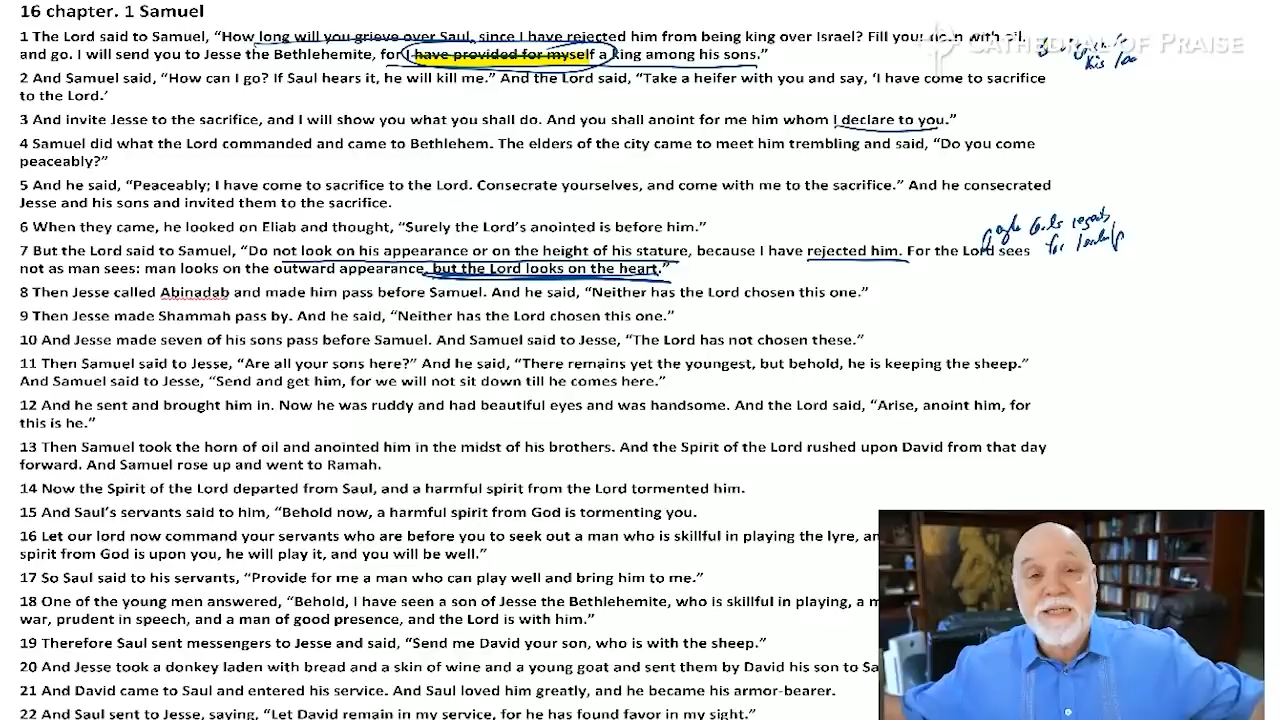 16 chapter. 1 Samuel
CATHEDRAL OF PRAISE
1 The Lord said to Samuel, “How long will you grieve over Saul, since I have rejected him from being king over Israel? Fill your horn with oil,
and go. I will send you to Jesse the Bethlehemite, for I have provided for myself a king among his sons.”
his
2 And Samuel said, “How can I go? If Saul hears it, he will kill me.” And the Lord said, “Take a heifer with you and say, ‘I have come to sacrifice
to the Lord.’
3 And invite Jesse to the sacrifice, and I will show you what you shall do. And you shall anoint for me him whom I declare to you.”
4 Samuel did what the Lord commanded and came to Bethlehem. The elders of the city came to meet him trembling and said, “Do you come
peaceably?”
5 And he said, “Peaceably; I have come to sacrifice to the Lord. Consecrate yourselves, and come with me to the sacrifice.” And he consecrated
Jesse and his sons and invited them to the sacrifice.
6 When they came, he looked on Eliab and thought, “Surely the Lord’s anointed is before him.”
for
7 But the Lord said to Samuel, “Do not look on his appearance or on the height of his stature, because I have rejected him. For the Lord sees
not as man sees: man looks on the outward appearance, but the Lord looks on the heart.”
8 Then Jesse called Abinadab and made him pass before Samuel. And he said, “Neither has the Lord chosen this one.”
9 Then Jesse made Shammah pass by. And he said, “Neither has the Lord chosen this one.”
10 And Jesse made seven of his sons pass before Samuel. And Samuel said to Jesse, “The Lord has not chosen these.”
11 Then Samuel said to Jesse, “Are all your sons here?” And he said, “There remains yet the youngest, but behold, he is keeping the sheep.”
And Samuel said to Jesse, “Send and get him, for we will not sit down till he comes here.”
12 And he sent and brought him in. Now he was ruddy and had beautiful eyes and was handsome. And the Lord said, “Arise, anoint him, for
this is he.”
13 Then Samuel took the horn of oil and anointed him in the midst of his brothers. And the Spirit of the Lord rushed upon David from that day
forward. And Samuel rose up and went to Ramah.
14 Now the Spirit of the Lord departed from Saul, and a harmful spirit from the Lord tormented him.
15 And Saul’s servants said to him, “Behold now, a harmful spirit from God is tormenting you.
16 Let our lord now command your servants who are before you to seek out a man who is skillful in playing the lyre, an
spirit from God is upon you, he will play it, and you will be well.”
17 So Saul said to his servants, “Provide for me a man who can play well and bring him to me.”
18 One of the young men answered, “Behold, I have seen a son of Jesse the Bethlehemite, who is skillful in playing, a m
war, prudent in speech, and a man of good presence, and the Lord is with him.”
19 Therefore Saul sent messengers to Jesse and said, “Send me David your son, who is with the sheep.”
20 And Jesse took a donkey laden with bread and a skin of wine and a young goat and sent them by David his son to Sa
21 And David came to Saul and entered his service. And Saul loved him greatly, and he became his armor-bearer.
22 And Saul sent to Jesse, saying, “Let David remain in my service, for he has found favor in my sight.”